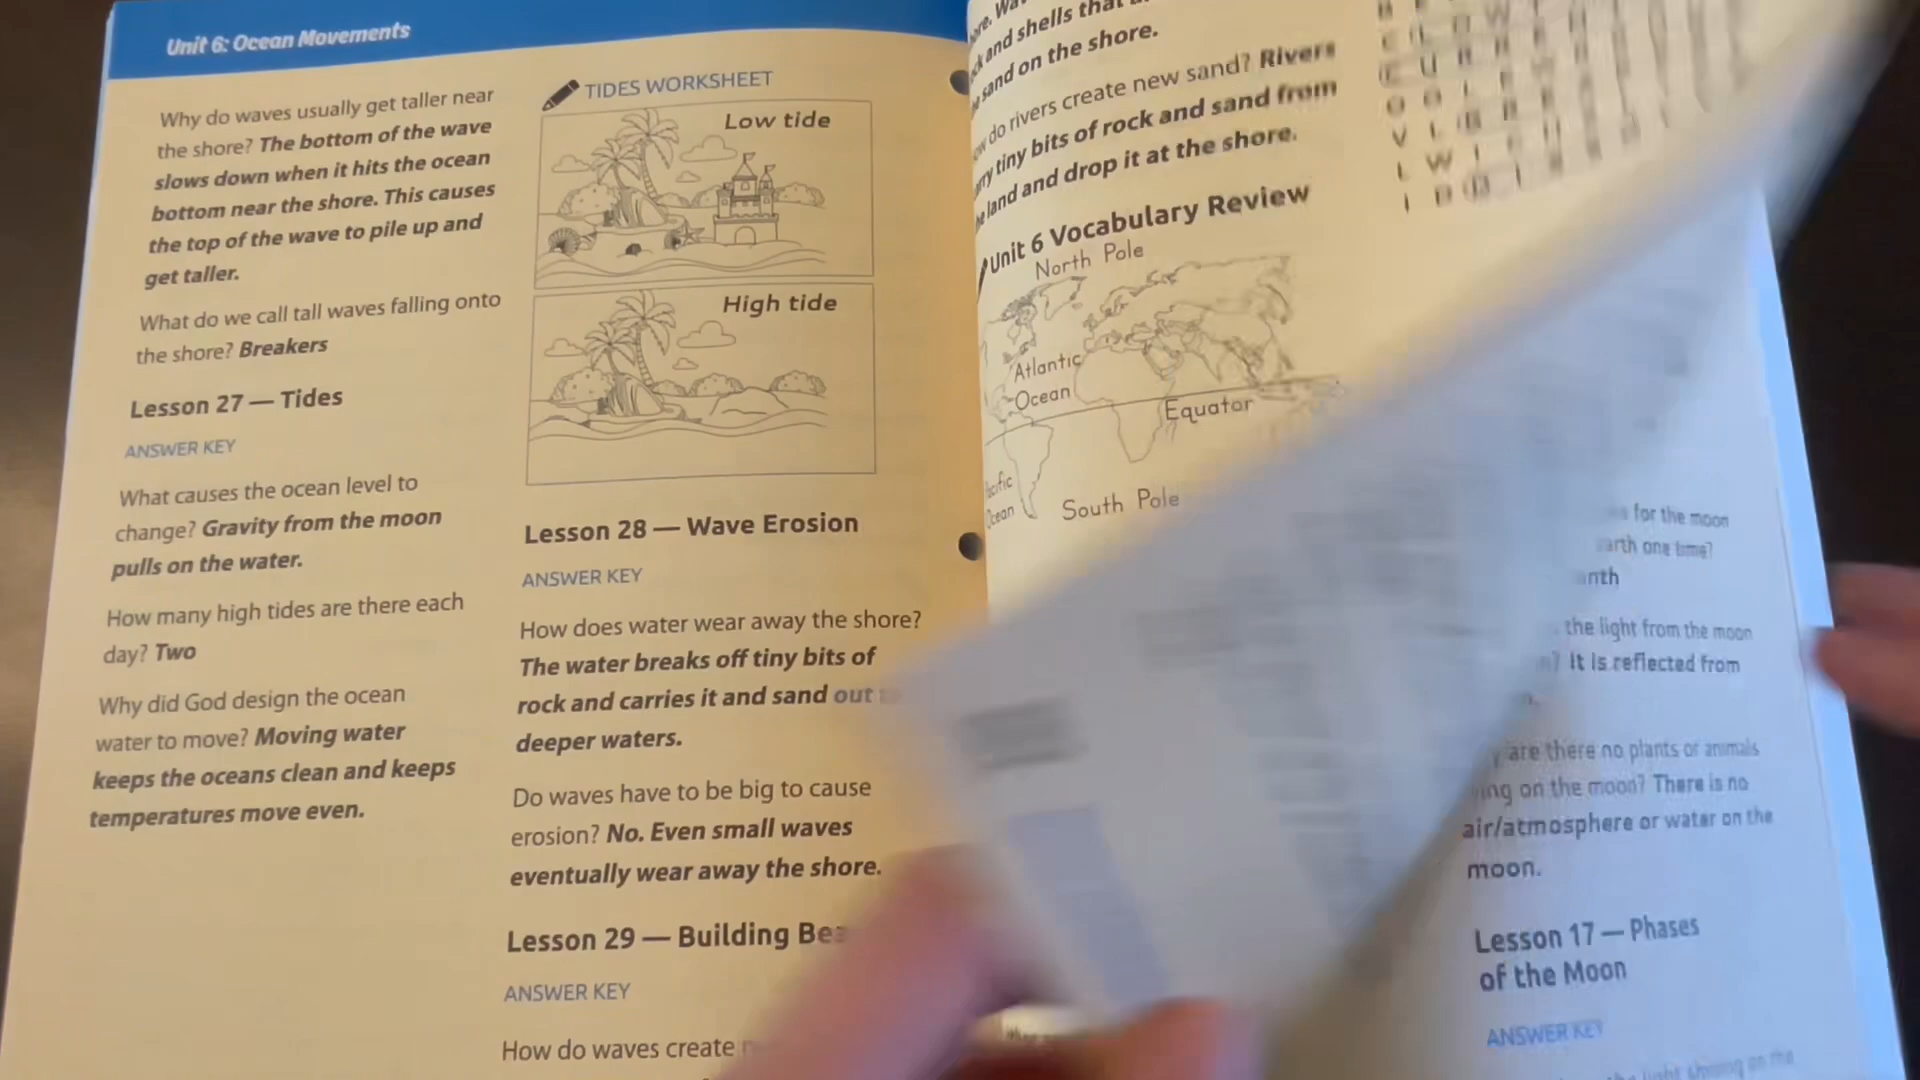 Unit 6: Ocean Movements
Why do waves usually get taller near
the shore? The bottom of the wave
slows down when it hits the ocean
bottom near the shore. This causes
the top of the wave to pile up and
get taller.
What do we call tall waves falling onto
the shore? Breakers
Lesson 27 — Tides
ANSWER KEY
What causes the ocean level to
change? Gravity from the moon
pulls on the water.
How many high tides are there each
day? Two
Why did God design the ocean
water to move? Moving water
keeps the oceans clean and keeps
temperatures move even.
TIDES WORKSHEET
Low tide
High tide
Lesson 28 — Wave Erosion
ANSWER KEY
How does water wear away the shore?
The water breaks off tiny bits of
rock and carries it and sand out
deeper waters.
Do waves have to be big to cause
erosion? No. Even small waves
eventually wear away the shore.
Lesson 29 — Building
ANSWER KEY
How do waves create
and shells that
sand on the shore.
do rivers create new sand? Rivers
tiny bits of rock and sand from
land and drop it at the shore.
Unit 6 Vocabulary Review
North Pole
Atlantic
Ocean
Equator
South Pole
for the moon
one time?
the light from the moon
It is reflected from
are there no plants or animals
on the moon? There is no
air/atmosphere or water on the
moon.
Lesson 17 — Phases
of the Moon
ANSWER KEY